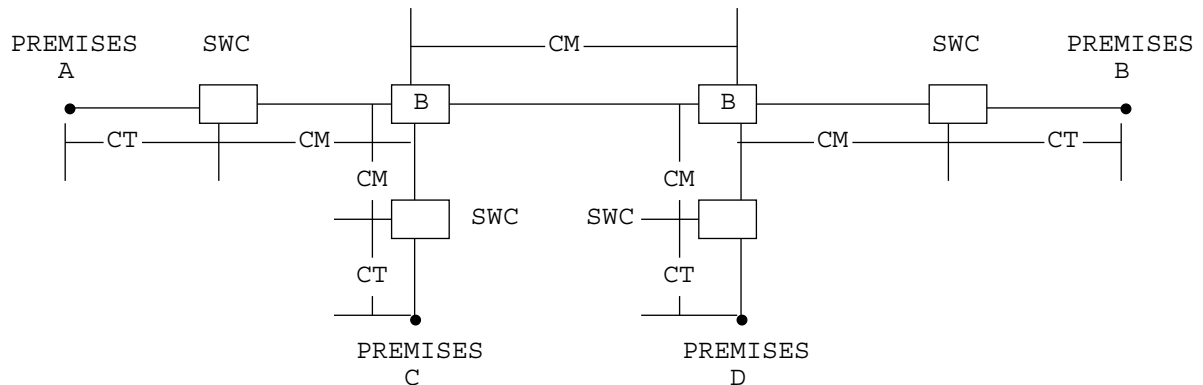 CM
PREMISES SWC SWC PREMISES
A B
B B
CT CM CM CT
CM CM
SWC SWC
CT CT
PREMISES PREMISES
C D